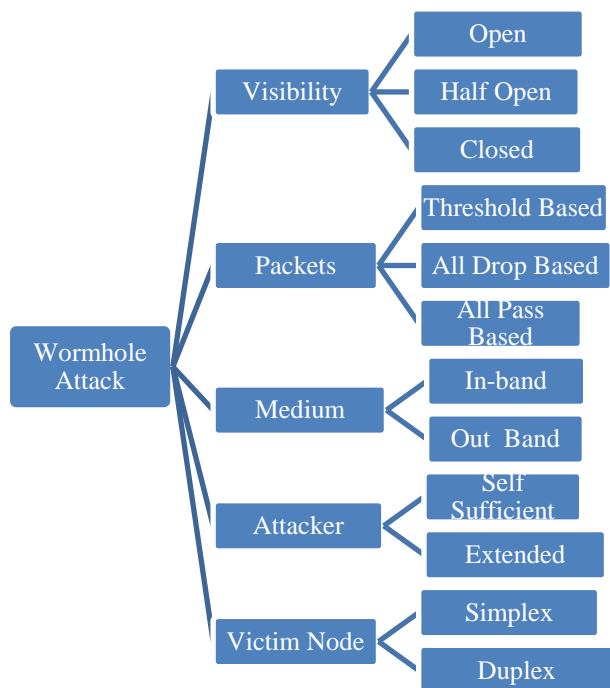 Wormhole
Attack
Visibility
Open
Half Open
Closed
Packets
Threshold Based
All Drop Based
All Pass
Based
Medium
In-band
Out Band
Attacker
Self
Sufficient
Extended
Victim Node
Simplex
Duplex